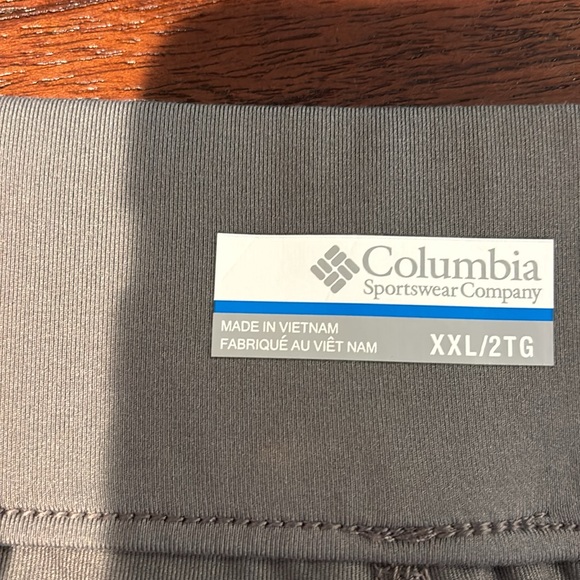 Columbia
Sportswear Company
MADE IN VIETNAM
FABRIQUÉ AU VIÊT NAM
XXL/2TG